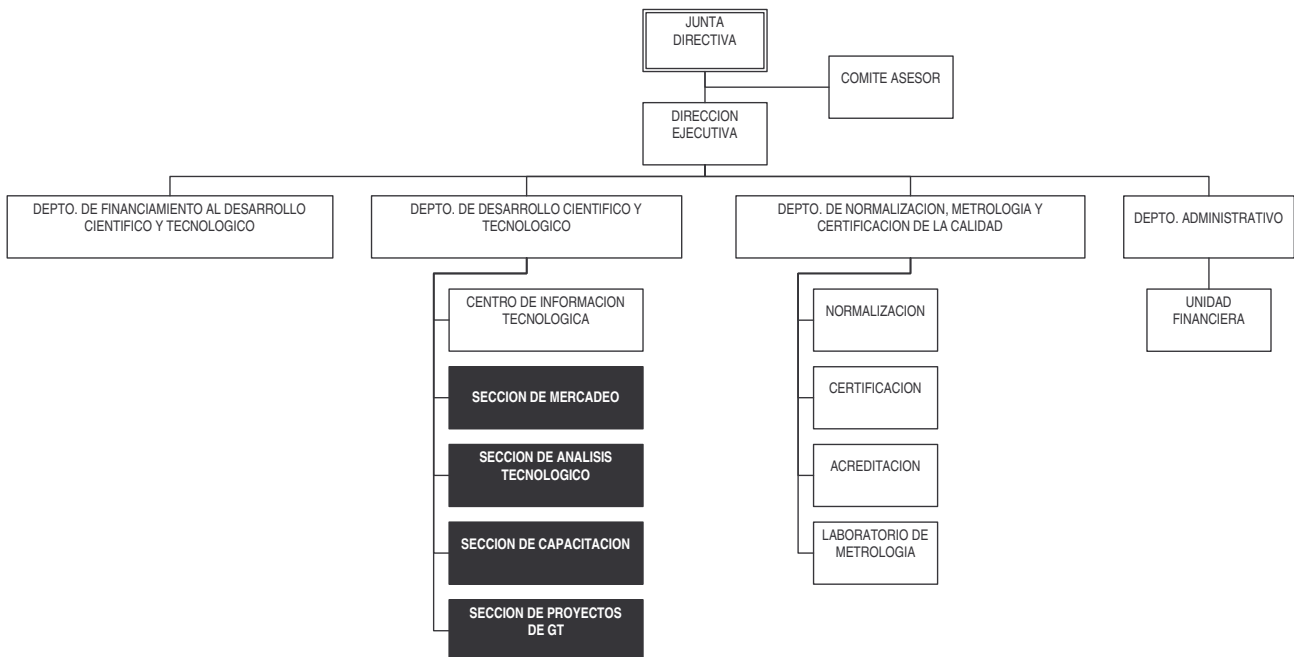 JUNTA
DIRECTIVA
COMITE ASESOR
DIRECCION
EJECUTIVA
DEPTO. DE FINANCIAMIENTO AL DESARROLLO
CIENTIFICO Y TECNOLOGICO
DEPTO. DE DESARROLLO CIENTIFICO Y
TECNOLOGICO
DEPTO. DE NORMALIZACION, METROLOGIA Y
CERTIFICACION DE LA CALIDAD
DEPTO. ADMINISTRATIVO
CENTRO DE INFORMACION
TECNOLOGICA
SECCION DE MERCADEO
SECCION DE ANALISIS
TECNOLOGICO
SECCION DE CAPACITACION
SECCION DE PROYECTOS
DE GT
NORMALIZACION
CERTIFICACION
ACREDITACION
LABORATORIO DE
METROLOGIA
UNIDAD
FINANCIERA